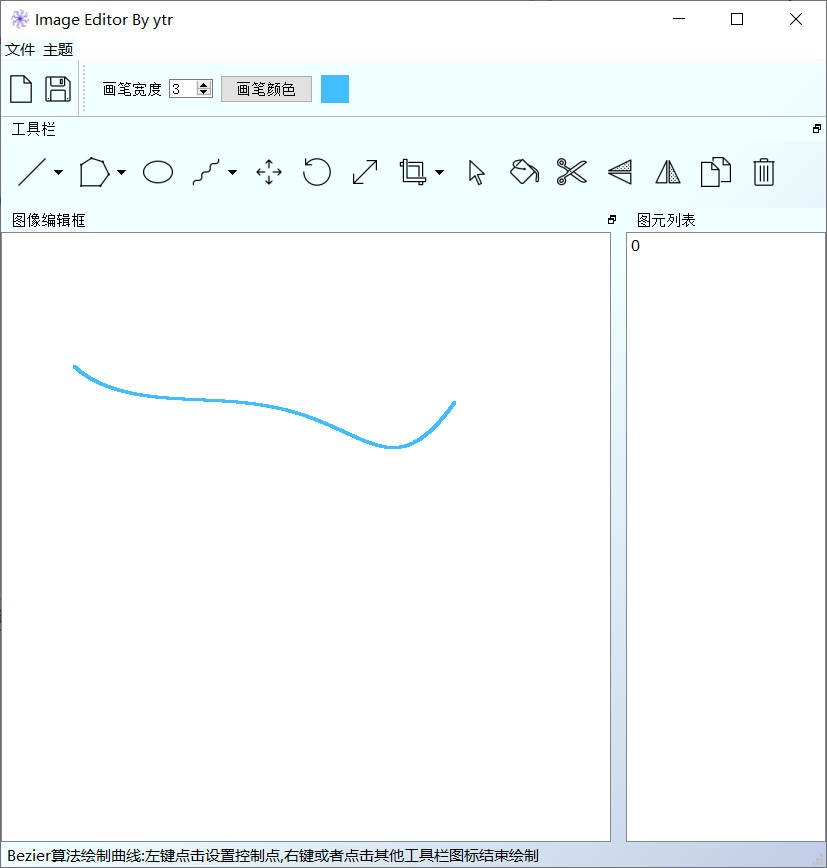 Image Editor By ytr
文件 主题
画笔宽度 3 画笔颜色
工具栏
图像编辑框 图元列表
0
Bezier算法绘制曲线:左键点击设置控制点,右键或者点击其他工具栏图标结束绘制